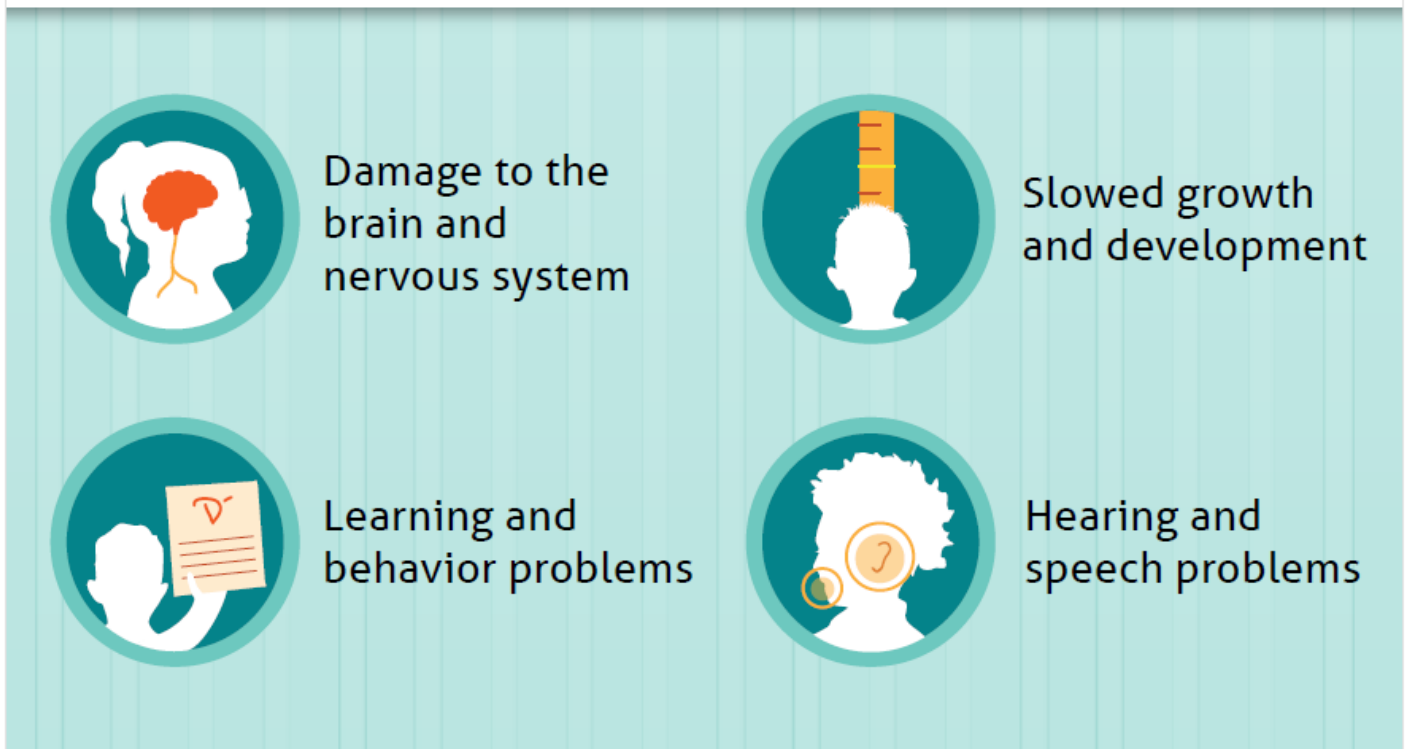 Damage to the
brain and
nervous system
Slowed growth
and development
D-
Learning and
behavior problems
Hearing and
speech problems